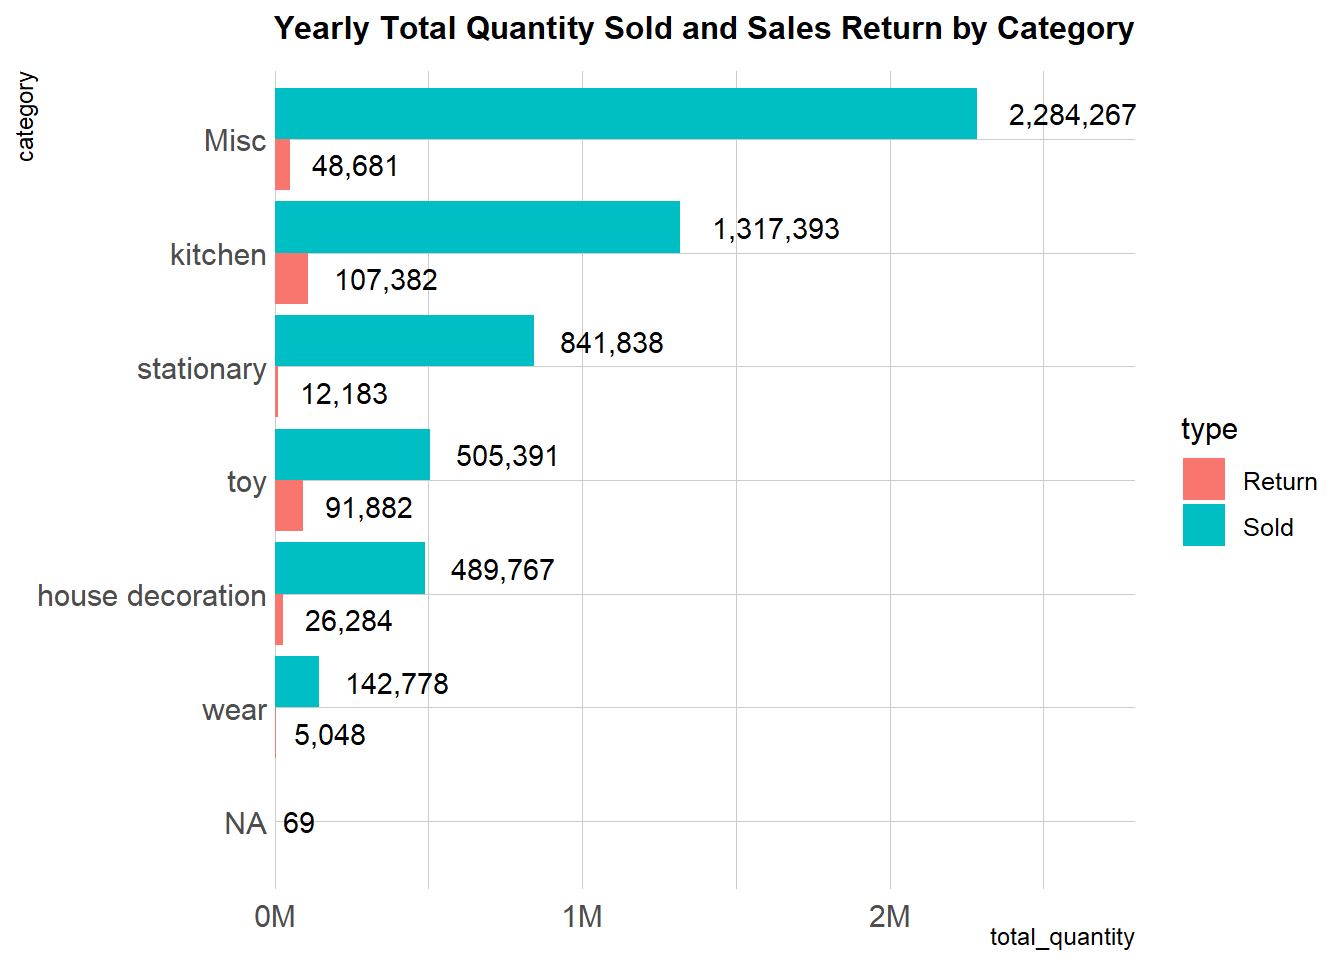 Yearly Total Quantity Sold and Sales Return by Category
category
Misc
2,284,267
48,681
kitchen
1,317,393
107,382
stationary
841,838
12,183
toy
505,391
91,882
house decoration
489,767
26,284
wear
142,778
5,048
NA
69
0M
1M
2M
total_quantity
type
Return
Sold